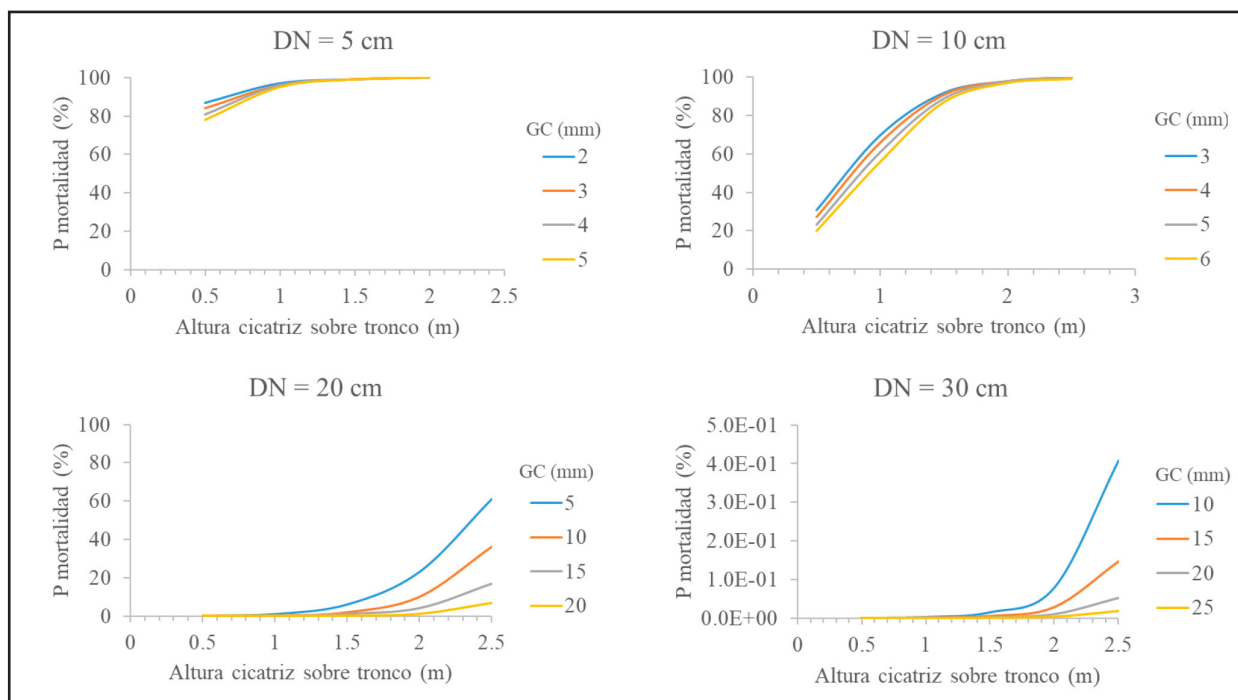 DN = 5 cm
P mortalidad (%)
100
80
60
40
20
0
0 0.5 1 1.5 2 2.5
Altura cicatriz sobre tronco (m)
GC (mm)
2
3
4
5
DN = 10 cm
P mortalidad (%)
100
80
60
40
20
0
0 1 2 3
Altura cicatriz sobre tronco (m)
GC (mm)
3
4
5
6
DN = 20 cm
P mortalidad (%)
100
80
60
40
20
0
0 0.5 1 1.5 2 2.5
Altura cicatriz sobre tronco (m)
GC (mm)
5
10
15
20
DN = 30 cm
P mortalidad (%)
5.0E-01
4.0E-01
3.0E-01
2.0E-01
1.0E-01
0.0E+00
0 0.5 1 1.5 2 2.5
Altura cicatriz sobre tronco (m)
GC (mm)
10
15
20
25